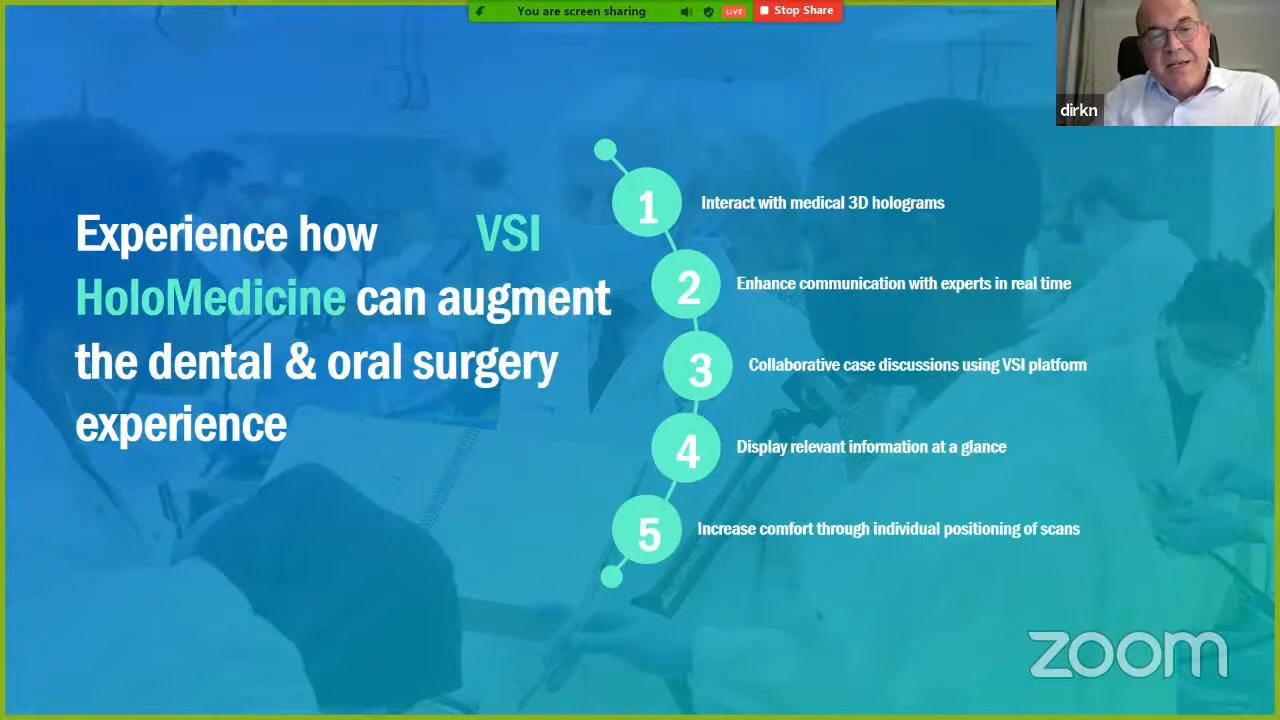 You are screen sharing
LIVE
Stop Share
dirkn
Experience how VSI
HoloMedicine can augment
the dental & oral surgery
experience
1
Interact with medical 3D holograms
2
Enhance communication with experts in real time
3
Collaborative case discussions using VSI platform
4
Display relevant information at a glance
5
Increase comfort through individual positioning of scans
zoom